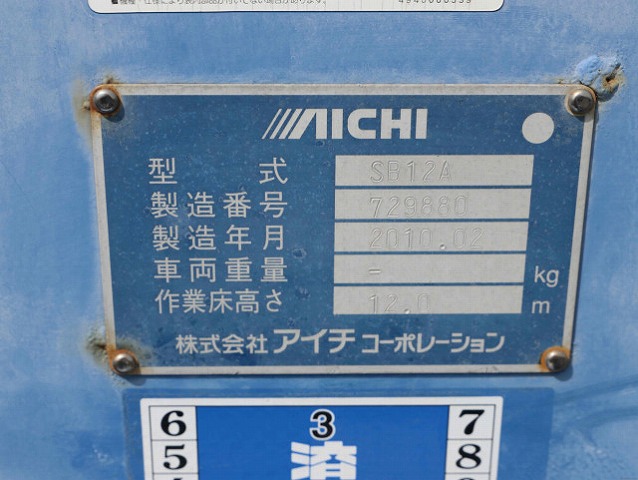 AICHI
型 式 SB12A
製造番号 729880
製造年月 2010.02
車両重量 - kg
作業床高さ 12.0 m
株式会社 アイチ コーポレーション
6 3 7
5 済 8